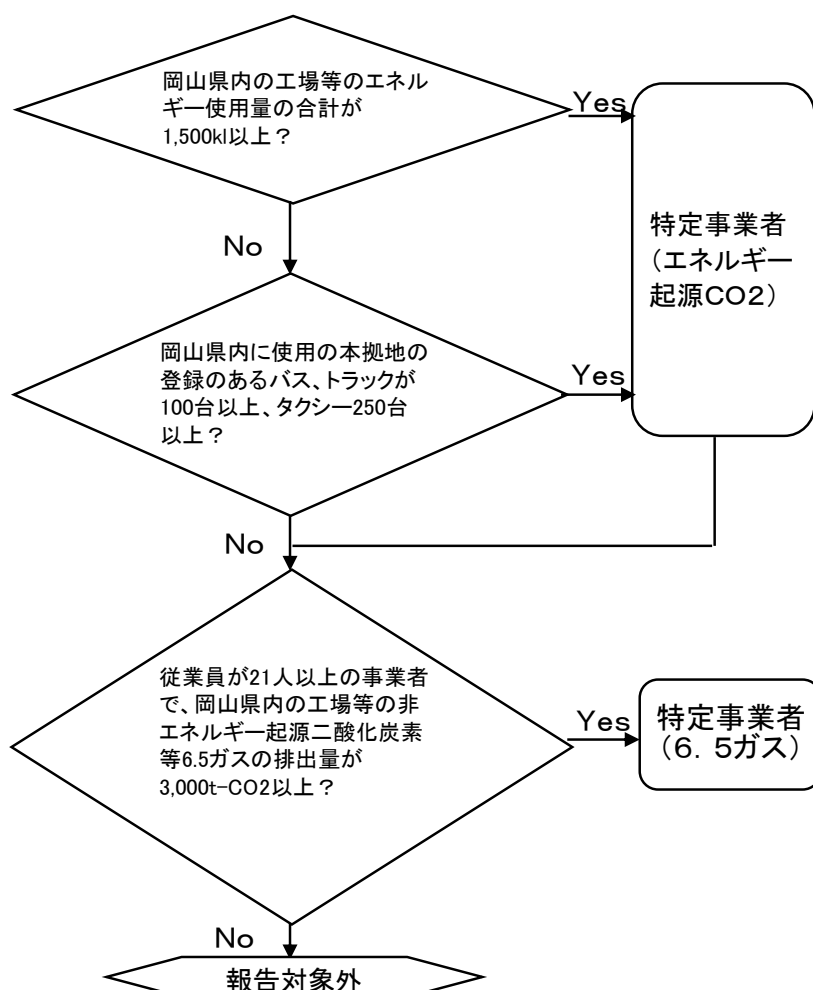 岡山県内の工場等のエネル
ギー使用量の合計が
1,500kl以上？
Yes
特定事業者
（エネルギー
起源CO2）
No
岡山県内に使用の本拠地の
登録のあるバス、トラックが
100台以上、タクシー250台
以上？
Yes
No
従業員が21人以上の事業者
で、岡山県内の工場等の非
エネルギー起源二酸化炭素
等6.5ガスの排出量が
3,000t-CO2以上？
Yes
特定事業者
（6．5ガス）
No
報告対象外